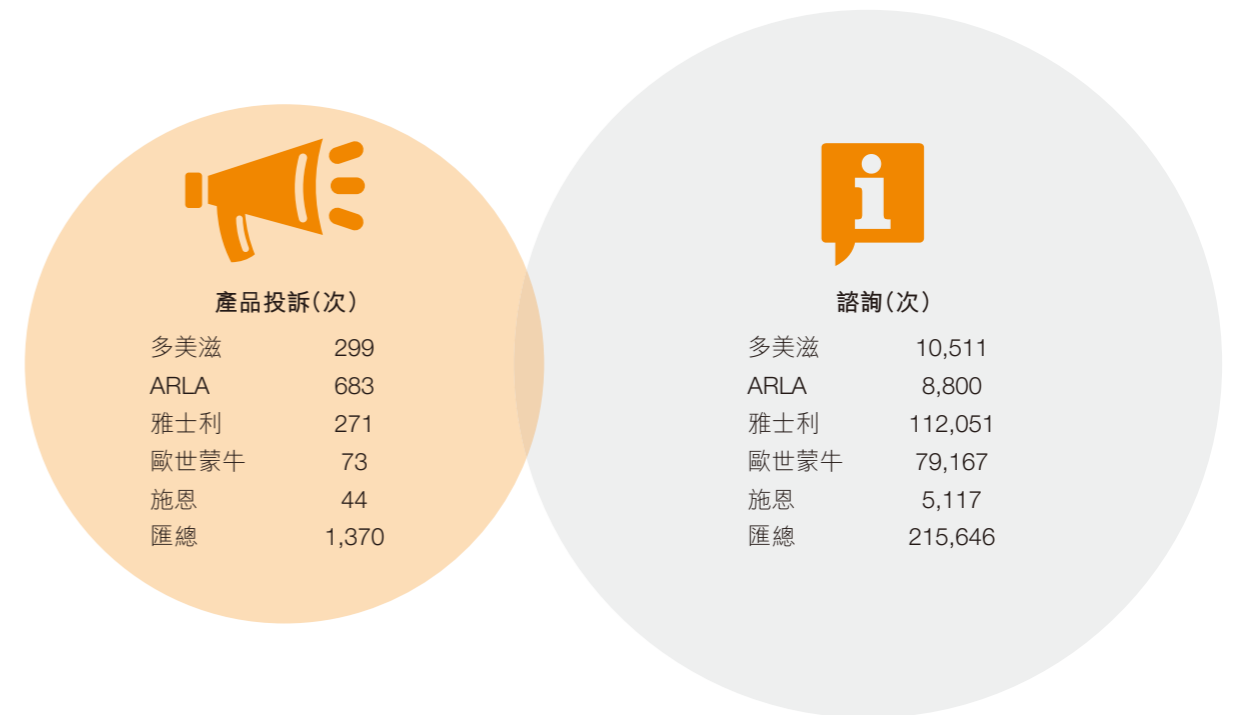 產品投訴(次)
多美滋 299
ARLA 683
雅士利 271
歐世蒙牛 73
施恩 44
匯總 1,370
諮詢(次)
多美滋 10,511
ARLA 8,800
雅士利 112,051
歐世蒙牛 79,167
施恩 5,117
匯總 215,646